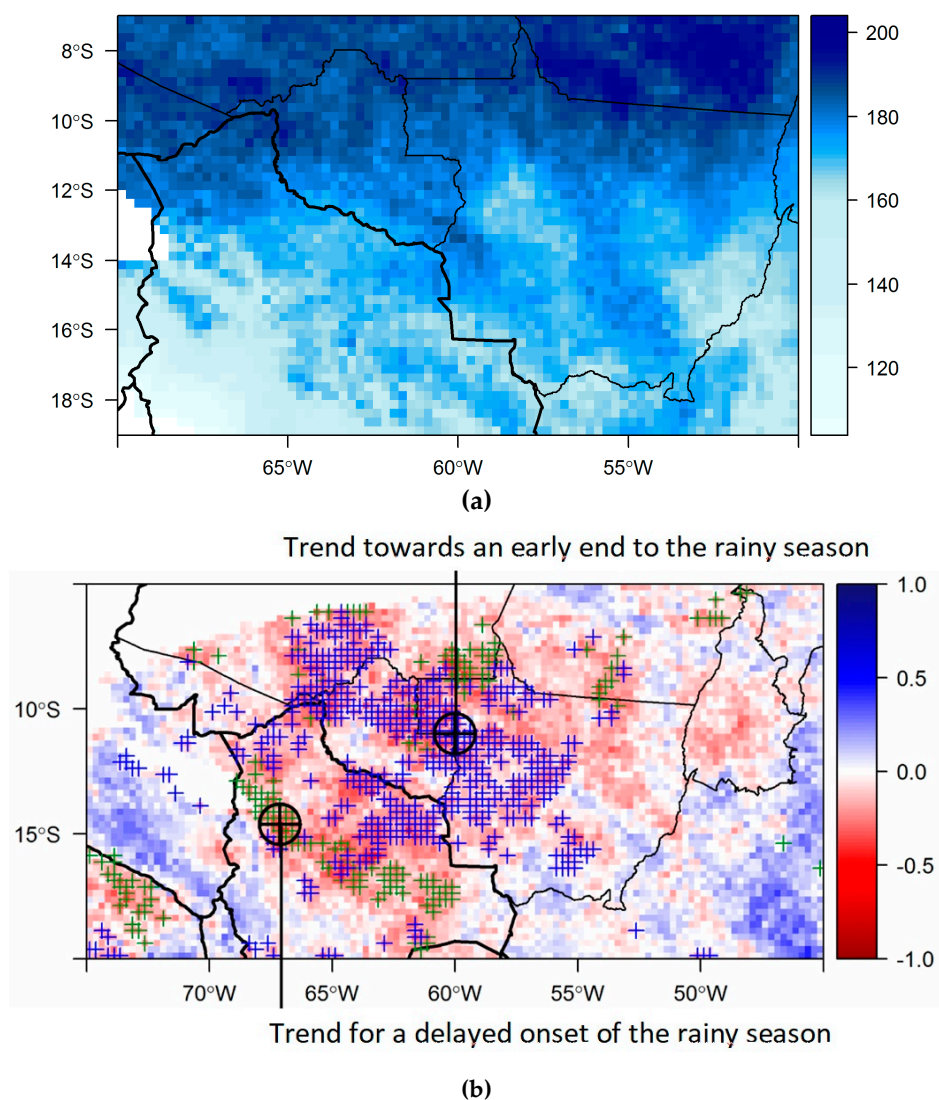 8°S
10°S
12°S
14°S
16°S
18°S
65°W
60°W
55°W
200
180
160
140
120
(a)
Trend towards an early end to the rainy season
10°S
15°S
70°W
65°W
60°W
55°W
50°W
1.0
0.5
0.0
-0.5
-1.0
Trend for a delayed onset of the rainy season
(b)